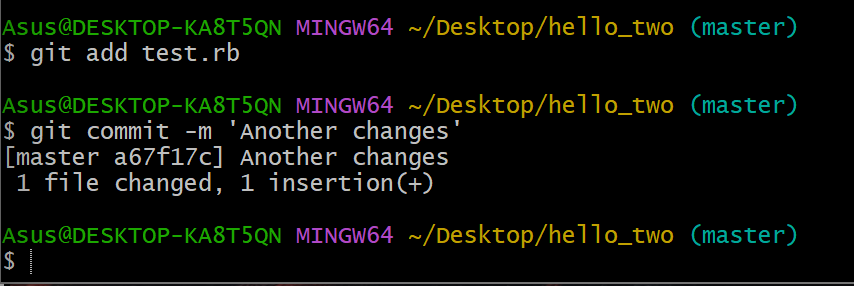 Asus@DESKTOP-KA8T5QN MINGW64 ~/Desktop/hello_two (master)
$ git add test.rb
Asus@DESKTOP-KA8T5QN MINGW64 ~/Desktop/hello_two (master)
$ git commit -m 'Another changes'
[master a67f17c] Another changes
 1 file changed, 1 insertion(+)
Asus@DESKTOP-KA8T5QN MINGW64 ~/Desktop/hello_two (master)
$